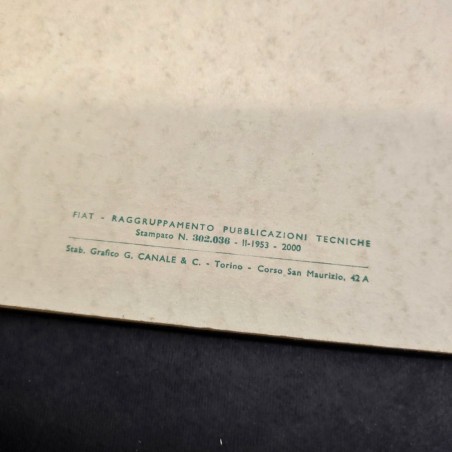 FIAT - RAGGRUPPAMENTO PUBBLICAZIONI TECNICHE
Stampato N. 302.036 - II-1953 - 2000
Stab. Grafico G. CANALE & C. - Torino - Corso San Maurizio, 42 A